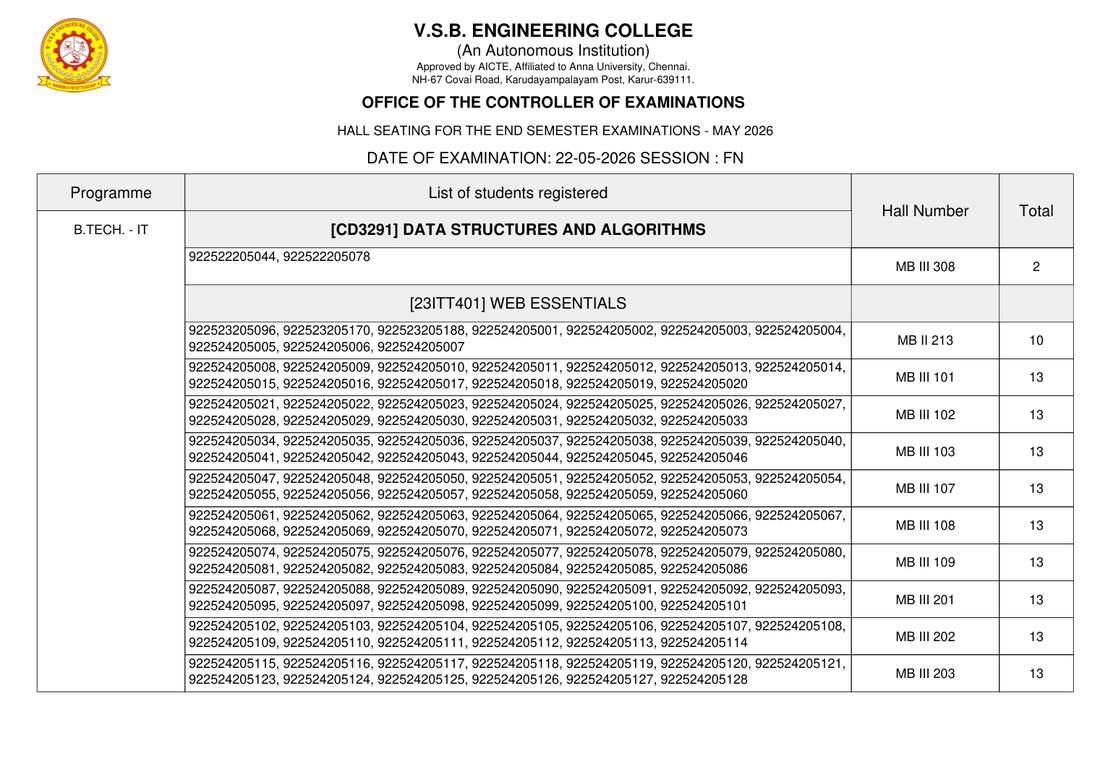 V.S.B. ENGINEERING COLLEGE
(An Autonomous Institution)
Approved by AICTE, Affiliated to Anna University, Chennai.
NH-67 Covai Road, Karudayampalayam Post, Karur-639111.
OFFICE OF THE CONTROLLER OF EXAMINATIONS
HALL SEATING FOR THE END SEMESTER EXAMINATIONS - MAY 2026
DATE OF EXAMINATION: 22-05-2026 SESSION : FN
Programme List of students registered Hall Number Total
B.TECH. - IT [CD3291] DATA STRUCTURES AND ALGORITHMS
922522205044, 922522205078 MB III 308 2
[23ITT401] WEB ESSENTIALS
922523205096, 922523205170, 922523205188, 922524205001, 922524205002, 922524205003, 922524205004,
922524205005, 922524205006, 922524205007 MB II 213 10
922524205008, 922524205009, 922524205010, 922524205011, 922524205012, 922524205013, 922524205014,
922524205015, 922524205016, 922524205017, 922524205018, 922524205019, 922524205020 MB III 101 13
922524205021, 922524205022, 922524205023, 922524205024, 922524205025, 922524205026, 922524205027,
922524205028, 922524205029, 922524205030, 922524205031, 922524205032, 922524205033 MB III 102 13
922524205034, 922524205035, 922524205036, 922524205037, 922524205038, 922524205039, 922524205040,
922524205041, 922524205042, 922524205043, 922524205044, 922524205045, 922524205046 MB III 103 13
922524205047, 922524205048, 922524205050, 922524205051, 922524205052, 922524205053, 922524205054,
922524205055, 922524205056, 922524205057, 922524205058, 922524205059, 922524205060 MB III 107 13
922524205061, 922524205062, 922524205063, 922524205064, 922524205065, 922524205066, 922524205067,
922524205068, 922524205069, 922524205070, 922524205071, 922524205072, 922524205073 MB III 108 13
922524205074, 922524205075, 922524205076, 922524205077, 922524205078, 922524205079, 922524205080,
922524205081, 922524205082, 922524205083, 922524205084, 922524205085, 922524205086 MB III 109 13
922524205087, 922524205088, 922524205089, 922524205090, 922524205091, 922524205092, 922524205093,
922524205095, 922524205097, 922524205098, 922524205099, 922524205100, 922524205101 MB III 201 13
922524205102, 922524205103, 922524205104, 922524205105, 922524205106, 922524205107, 922524205108,
922524205109, 922524205110, 922524205111, 922524205112, 922524205113, 922524205114 MB III 202 13
922524205115, 922524205116, 922524205117, 922524205118, 922524205119, 922524205120, 922524205121,
922524205123, 922524205124, 922524205125, 922524205126, 922524205127, 922524205128 MB III 203 13